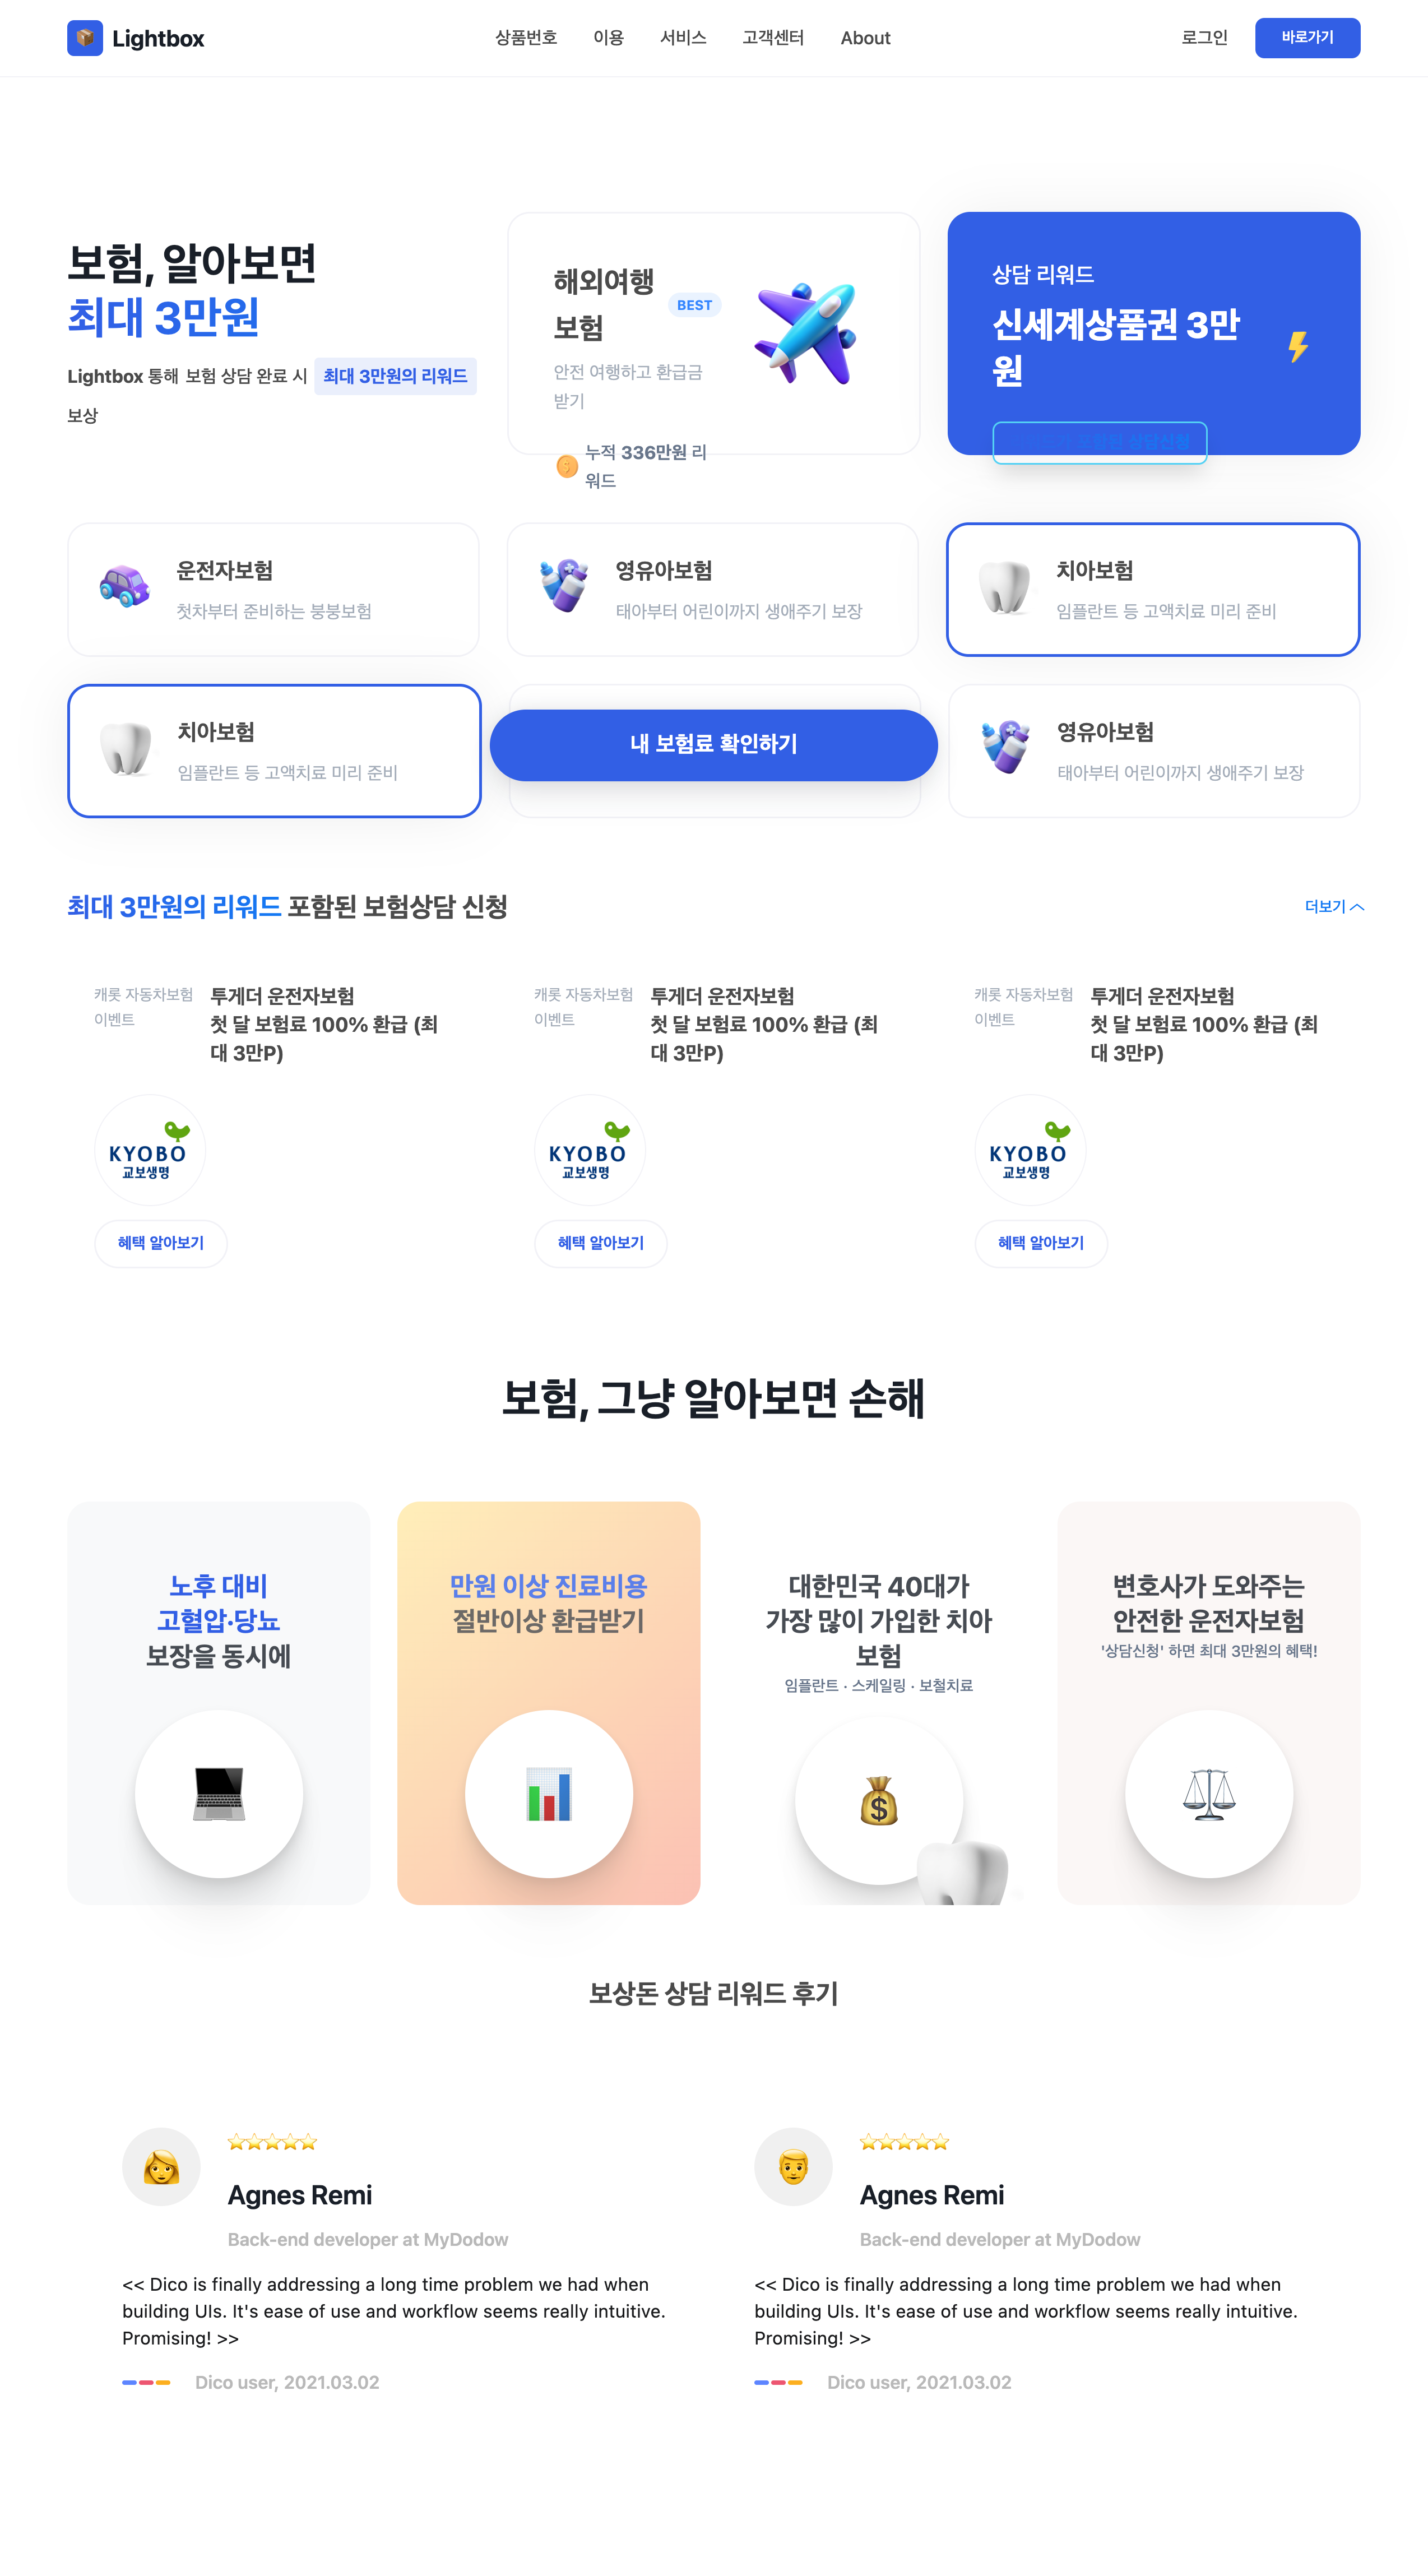 Lightbox
상품번호
이용
서비스
고객센터
About
로그인
바로가기
보험, 알아보면
최대 3만원
Lightbox 통해 보험 상담 완료 시 최대 3만원의 리워드
보상
해외여행
보험
BEST
안전 여행하고 환급금
받기
누적 336만원 리
워드
상담 리워드
신세계상품권 3만
원
상담신청
운전자보험
첫차부터 준비하는 붕붕보험
영유아보험
태아부터 어린이까지 생애주기 보장
치아보험
임플란트 등 고액치료 미리 준비
치아보험
임플란트 등 고액치료 미리 준비
내 보험료 확인하기
영유아보험
태아부터 어린이까지 생애주기 보장
최대 3만원의 리워드 포함된 보험상담 신청
더보기
캐롯 자동차보험
이벤트
투게더 운전자보험
첫 달 보험료 100% 환급 (최
대 3만P)
KYOBO
교보생명
혜택 알아보기
캐롯 자동차보험
이벤트
투게더 운전자보험
첫 달 보험료 100% 환급 (최
대 3만P)
KYOBO
교보생명
혜택 알아보기
캐롯 자동차보험
이벤트
투게더 운전자보험
첫 달 보험료 100% 환급 (최
대 3만P)
KYOBO
교보생명
혜택 알아보기
보험, 그냥 알아보면 손해
노후 대비
고혈압·당뇨
보장을 동시에
만원 이상 진료비용
절반이상 환급받기
대한민국 40대가
가장 많이 가입한 치아
보험
임플란트 · 스케일링 · 보철치료
변호사가 도와주는
안전한 운전자보험
'상담신청' 하면 최대 3만원의 혜택!
보상돈 상담 리워드 후기
Agnes Remi
Back-end developer at MyDodow
<< Dico is finally addressing a long time problem we had when
building UIs. It's ease of use and workflow seems really intuitive.
Promising! >>
Dico user, 2021.03.02
Agnes Remi
Back-end developer at MyDodow
<< Dico is finally addressing a long time problem we had when
building UIs. It's ease of use and workflow seems really intuitive.
Promising! >>
Dico user, 2021.03.02